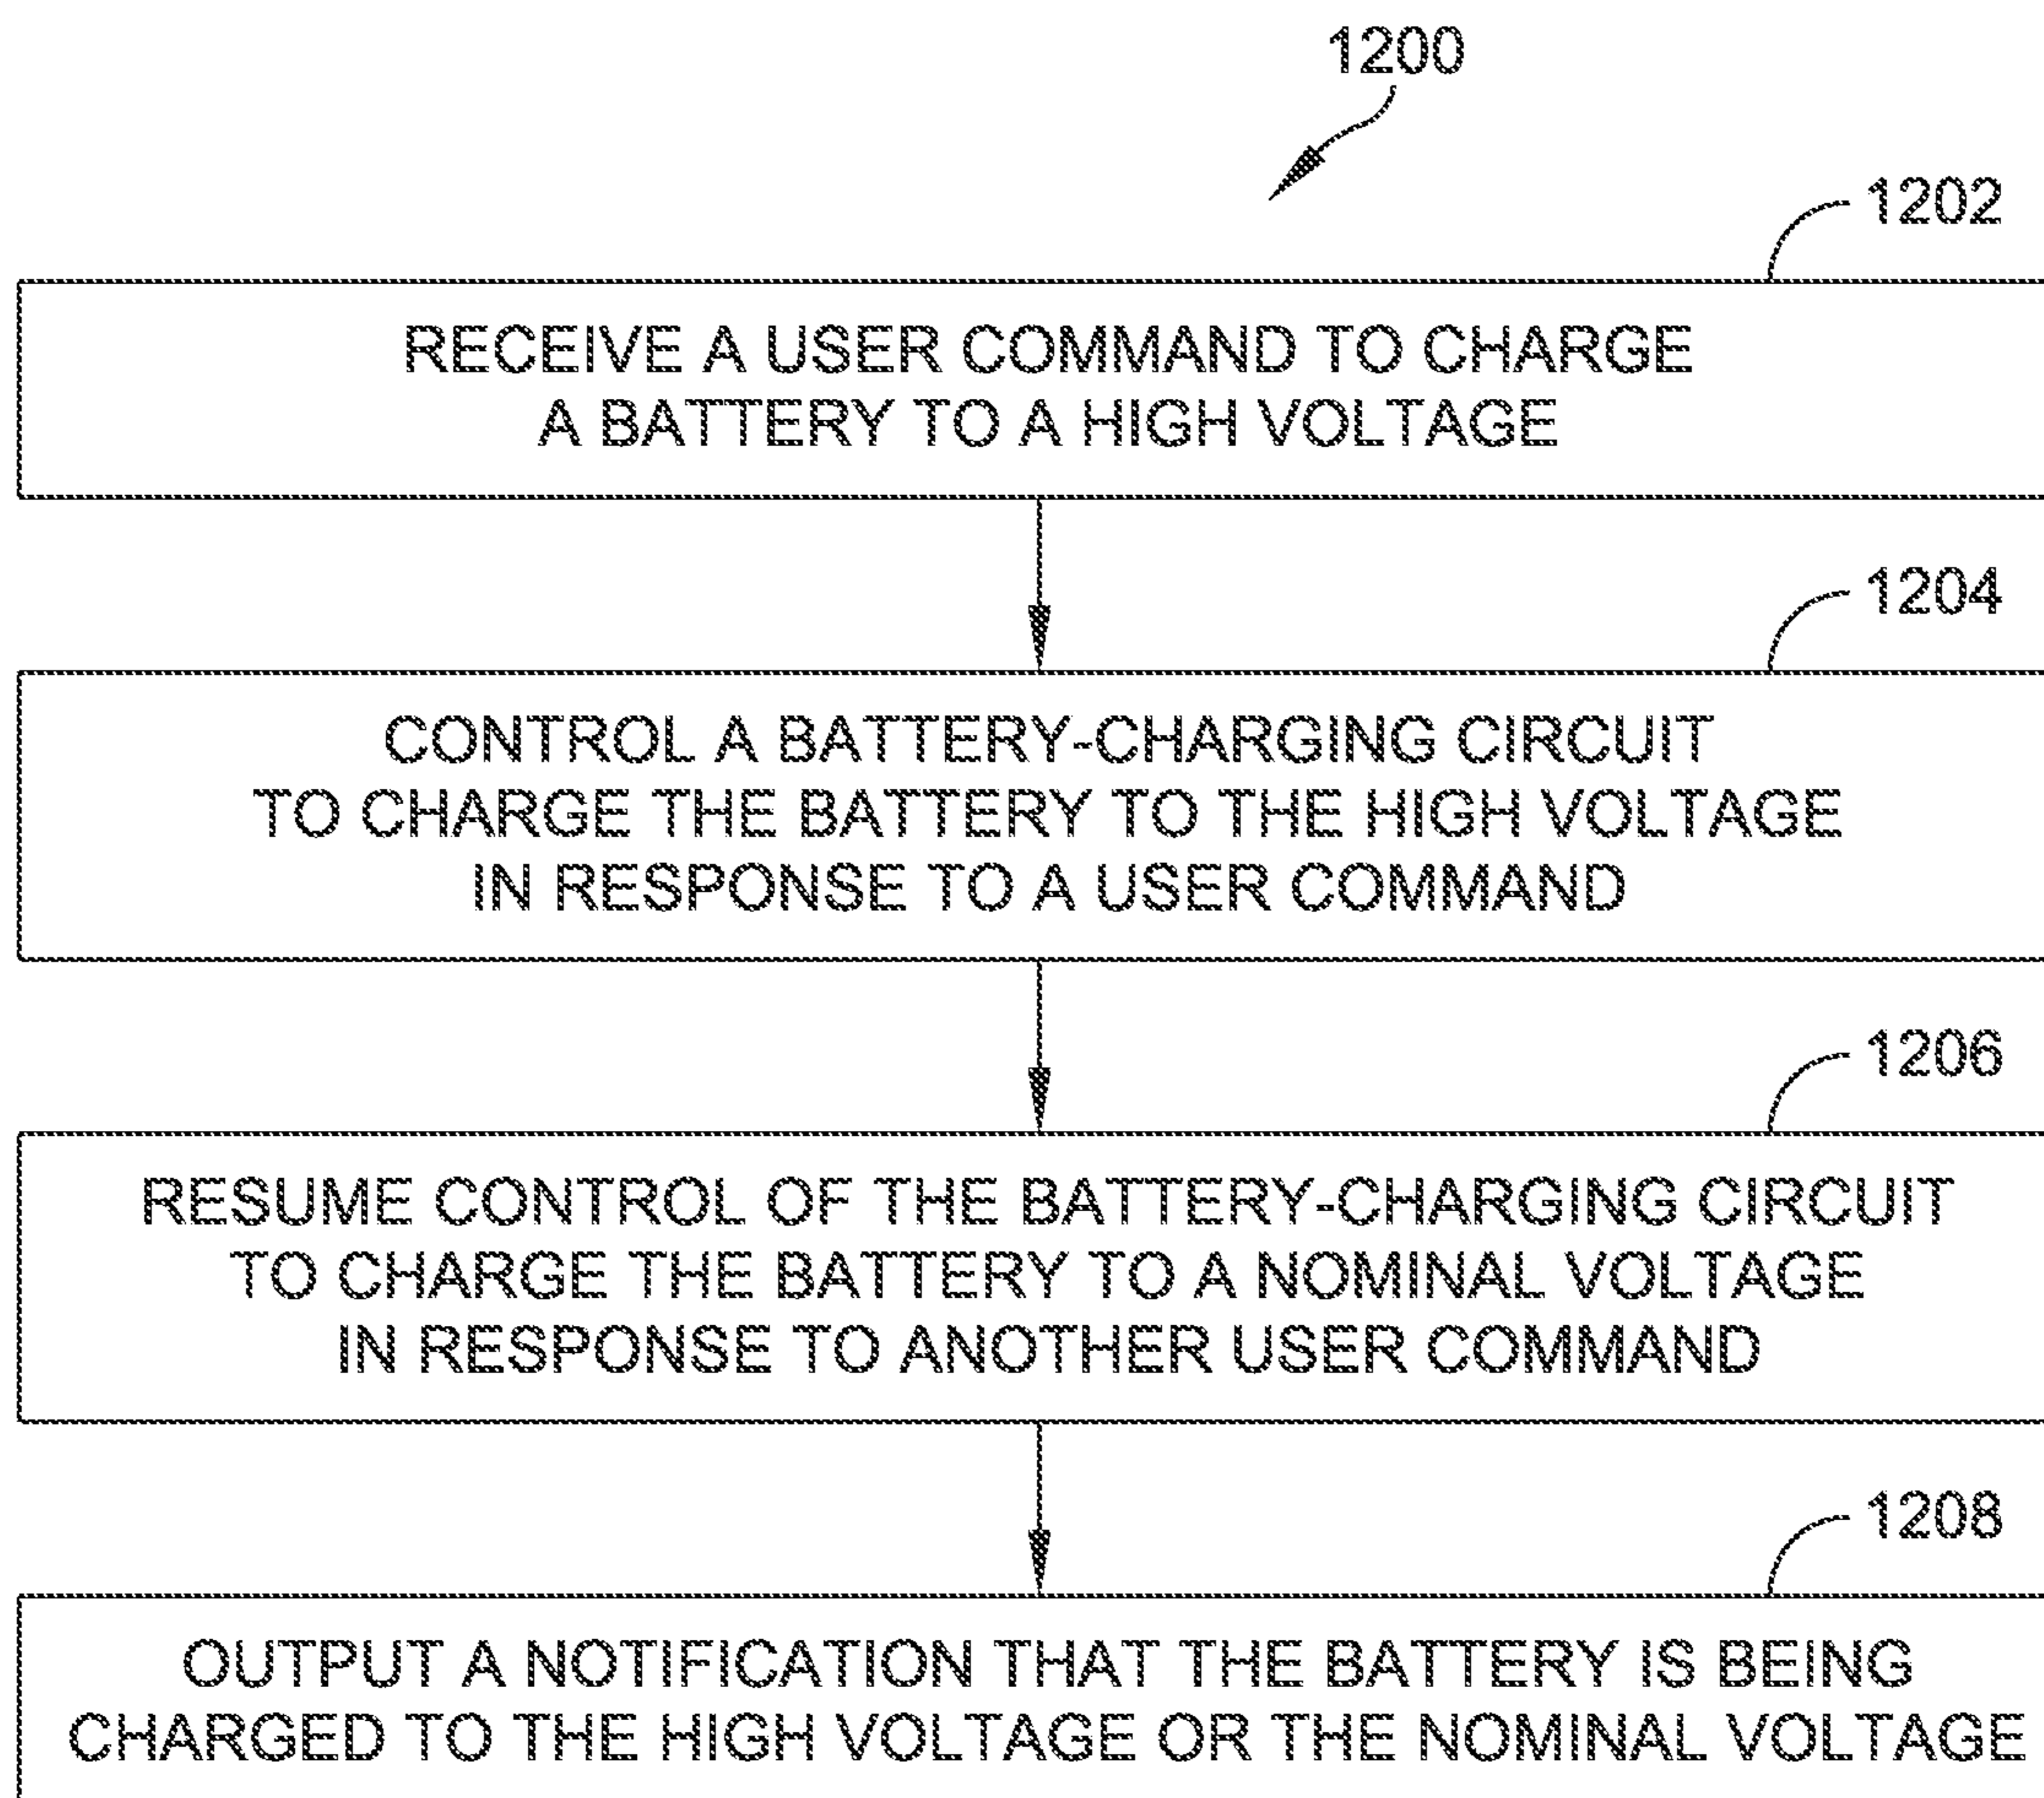 1200
1202
RECEIVE A USER COMMAND TO CHARGE
A BATTERY TO A HIGH VOLTAGE
1204
CONTROL A BATTERY-CHARGING CIRCUIT
TO CHARGE THE BATTERY TO THE HIGH VOLTAGE
IN RESPONSE TO A USER COMMAND
1206
RESUME CONTROL OF THE BATTERY-CHARGING CIRCUIT
TO CHARGE THE BATTERY TO A NOMINAL VOLTAGE
IN RESPONSE TO ANOTHER USER COMMAND
1208
OUTPUT A NOTIFICATION THAT THE BATTERY IS BEING
CHARGED TO THE HIGH VOLTAGE OR THE NOMINAL VOLTAGE